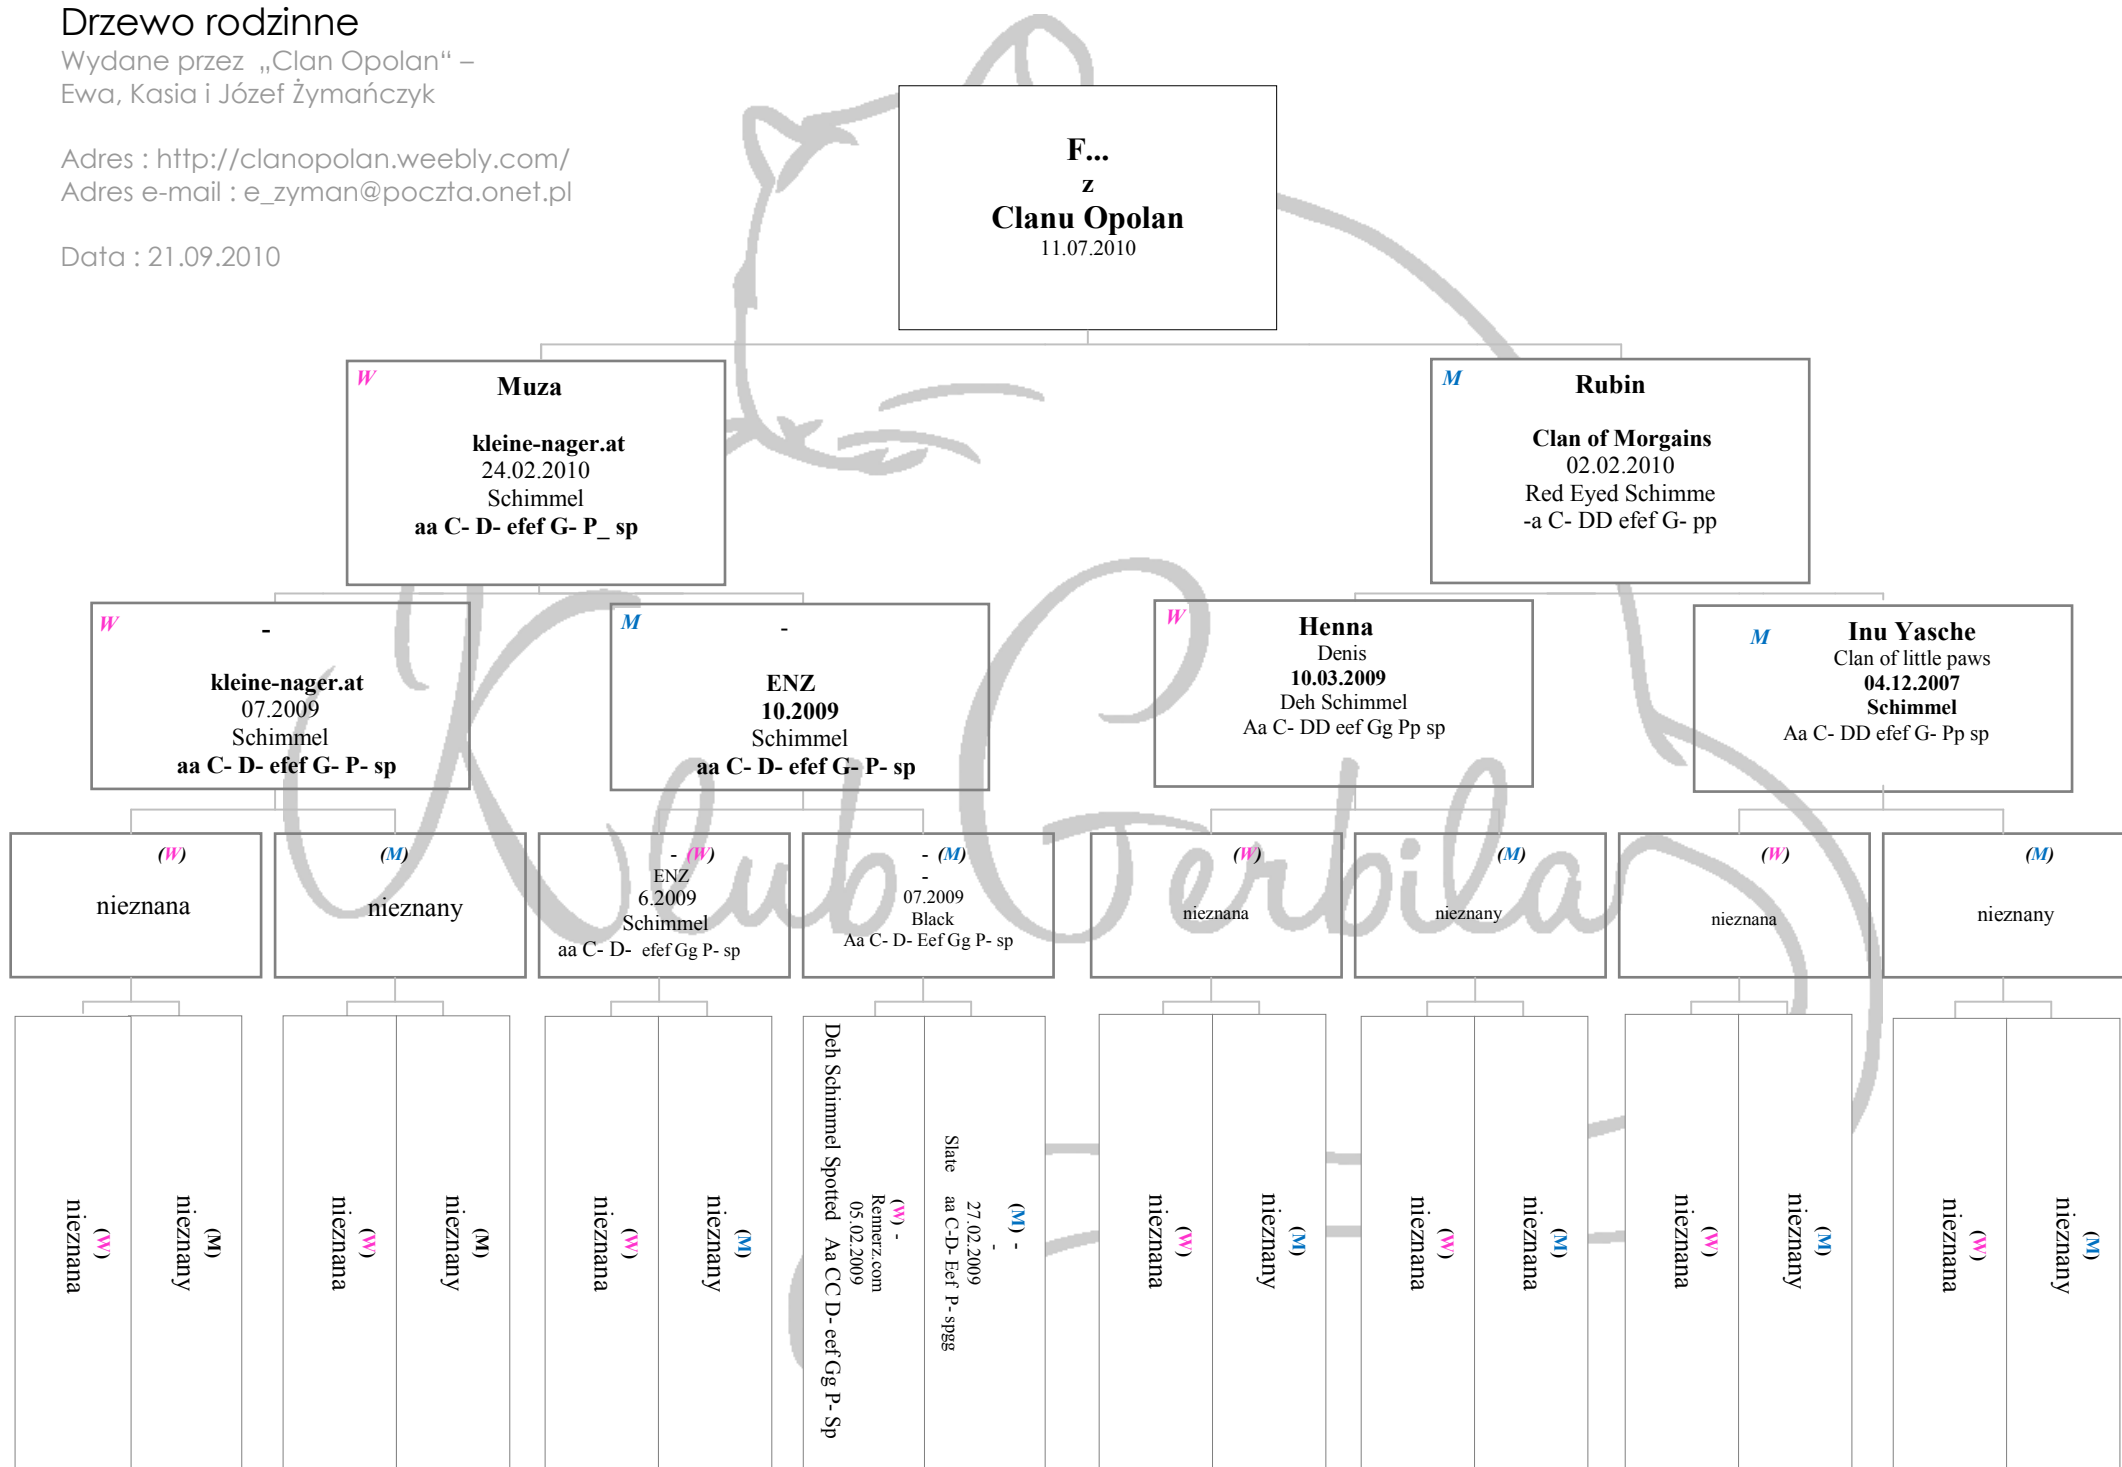 Drzewo rodzinne
Wydane przez „Clan Opolan“ –
Ewa, Kasia i Józef Żymańczyk
Adres : http://clanopolan.weebly.com/
Adres e-mail : e_zyman@poczta.onet.pl
Data : 21.09.2010
F...
z
Clanu Opolan
11.07.2010
W
Muza
kleine-nager.at
24.02.2010
Schimmel
aa C- D- efef G- P_ sp
M
Rubin
Clan of Morgains
02.02.2010
Red Eyed Schimme
-a C- DD efef G- pp
W
-
kleine-nager.at
07.2009
Schimmel
aa C- D- efef G- P- sp
M
-
ENZ
10.2009
Schimmel
aa C- D- efef G- P- sp
W
Henna
Denis
10.03.2009
Deh Schimmel
Aa C- DD eef Gg Pp sp
M
Inu Yasche
Clan of little paws
04.12.2007
Schimmel
Aa C- DD efef G- Pp sp
Klub Gerbila
(W)
nieznana
(M)
nieznany
- (W)
ENZ
6.2009
Schimmel
aa C- D- efef Gg P- sp
- (M)
-
07.2009
Black
Aa C- D- Eef Gg P- sp
(W)
nieznana
(M)
nieznany
(W)
nieznana
(M)
nieznany
(W)
nieznana
(M)
nieznany
(W)
nieznana
(M)
nieznany
(W)
nieznana
(M)
nieznany
(W) -
Rennerz.com
05.02.2009
Deh Schimmel Spotted Aa CC D- eef Gg P- Sp
(M) -
-
27.02.2009
Slate aa C-D- Eef P- spgg
(W)
nieznana
(M)
nieznany
(W)
nieznana
(M)
nieznany
(W)
nieznana
(M)
nieznany
(W)
nieznana
(M)
nieznany